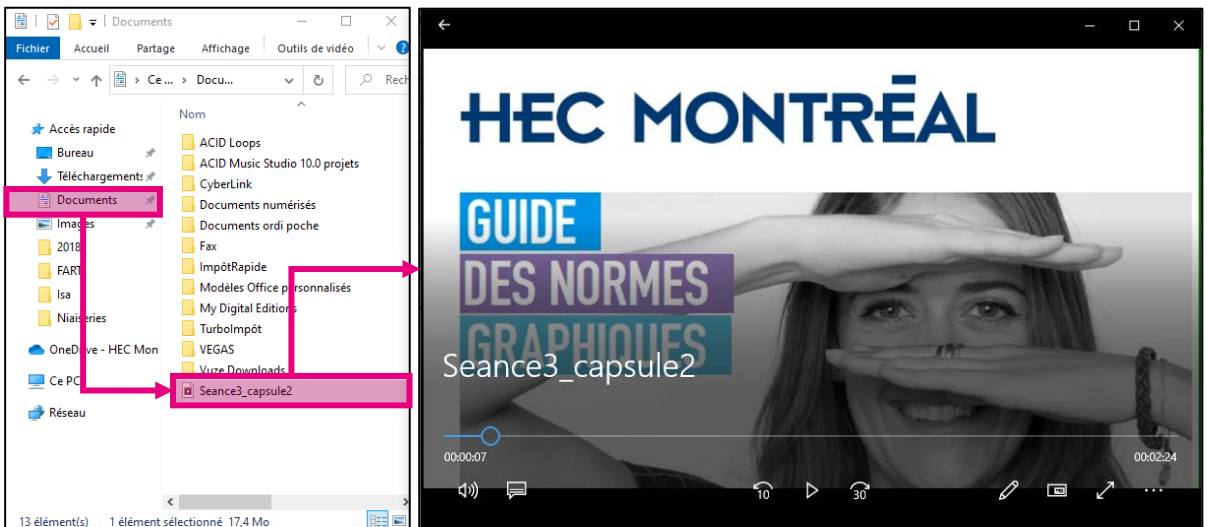 Documents
Fichier Accueil Partage Affichage Outils de vidéo
Ce ... Docu... Rech
Nom
Accès rapide
Bureau
Téléchargements
Documents
Images
2018
FART
Isa
Niaiseries
OneDrive - HEC Mon
Ce PC
Réseau
ACID Loops
ACID Music Studio 10.0 projets
CyberLink
Documents numérisés
Documents ordi poche
Fax
ImpôtRapide
Modèles Office personnalisés
My Digital Editions
TurboImpôt
VEGAS
Vuze Downloads
Seance3_capsule2
13 élément(s) 1 élément sélectionné 17,4 Mo
HEC MONTRÉAL
GUIDE
DES NORMES
GRAPHIQUES
Seance3_capsule2
00:00:07 00:02:24
10 30